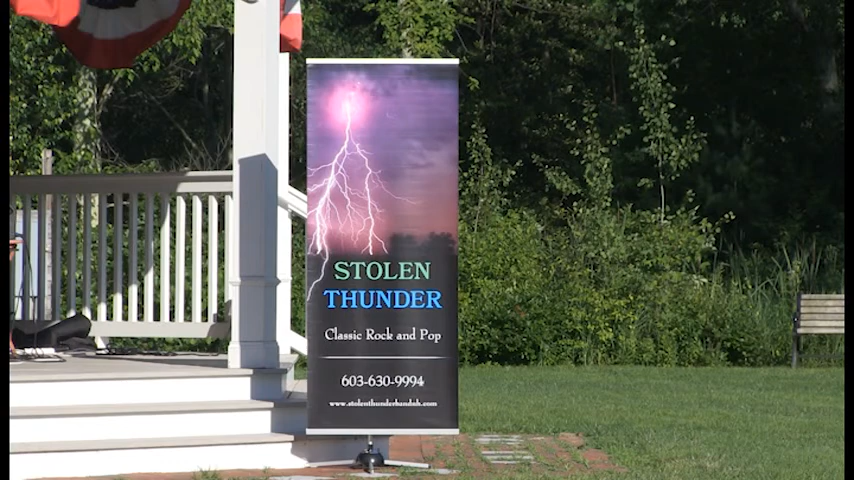 STOLEN
THUNDER
Classic Rock and Pop
603-630-9994
www.stolenthunderbandnh.com